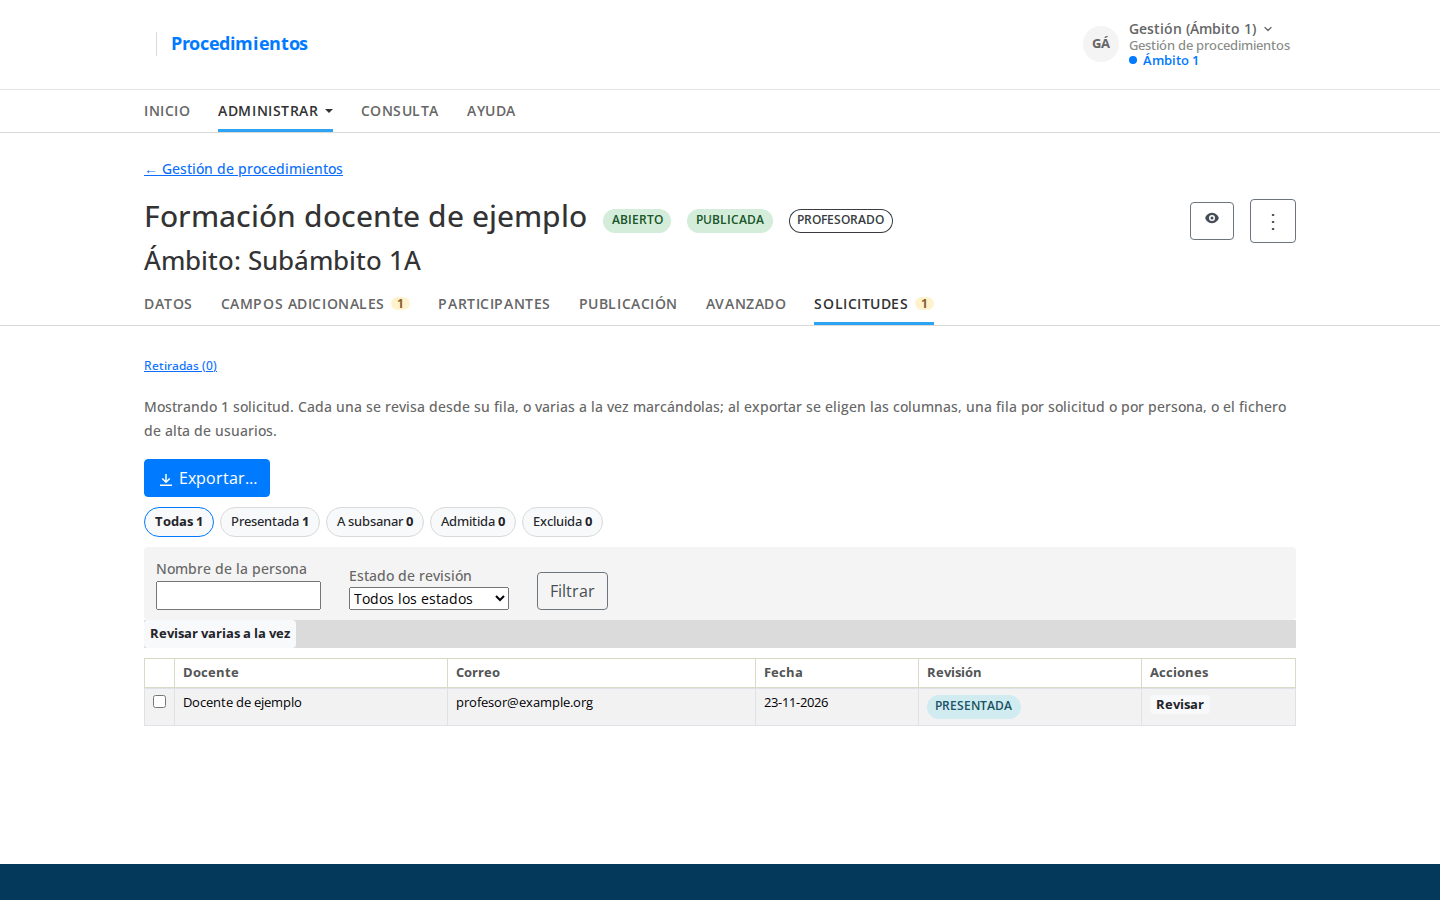 Procedimientos
GÁ
Gestión (Ámbito 1)
Gestión de procedimientos
Ámbito 1
INICIO
ADMINISTRAR
CONSULTA
AYUDA
← Gestión de procedimientos
Formación docente de ejemplo
ABIERTO
PUBLICADA
PROFESORADO
Ámbito: Subámbito 1A
DATOS
CAMPOS ADICIONALES 1
PARTICIPANTES
PUBLICACIÓN
AVANZADO
SOLICITUDES 1
Retiradas (0)
Mostrando 1 solicitud. Cada una se revisa desde su fila, o varias a la vez marcándolas; al exportar se eligen las columnas, una fila por solicitud o por persona, o el fichero
de alta de usuarios.
Exportar...
Todas 1
Presentada 1
A subsanar 0
Admitida 0
Excluida 0
Nombre de la persona
Estado de revisión
Todos los estados
Filtrar
Revisar varias a la vez
Docente Correo Fecha Revisión Acciones
Docente de ejemplo profesor@example.org 23-11-2026 PRESENTADA Revisar